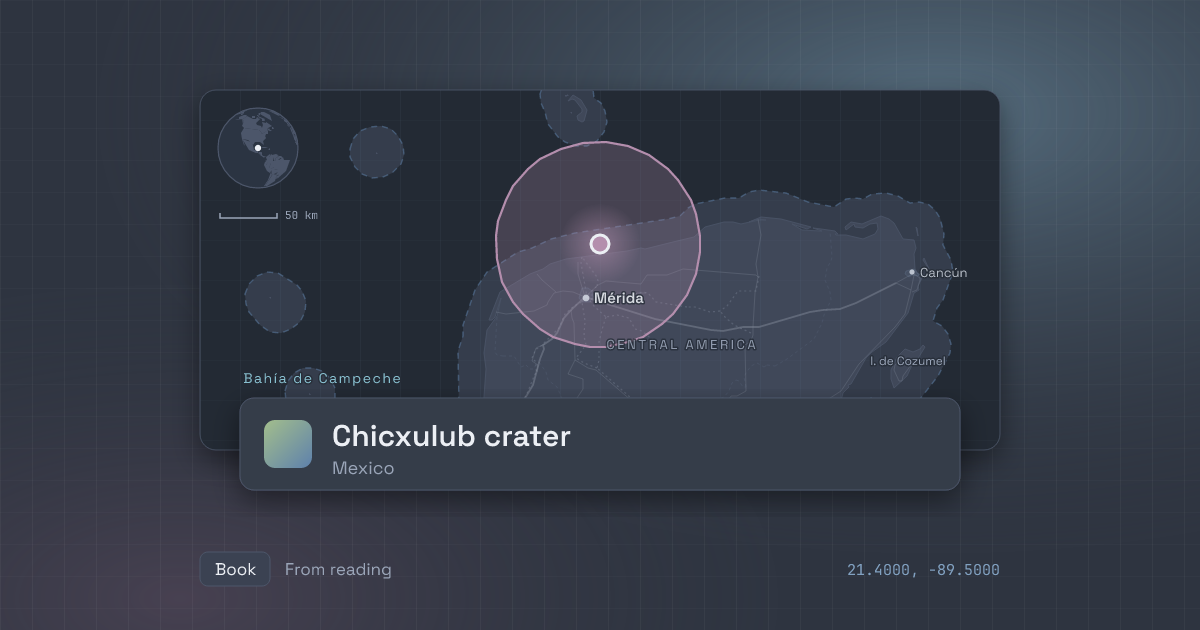 50 km
Mérida
Cancún
CENTRAL AMERICA
I. de Cozumel
Bahía de Campeche
Chicxulub crater
Mexico
Book From reading
21.4000, -89.5000